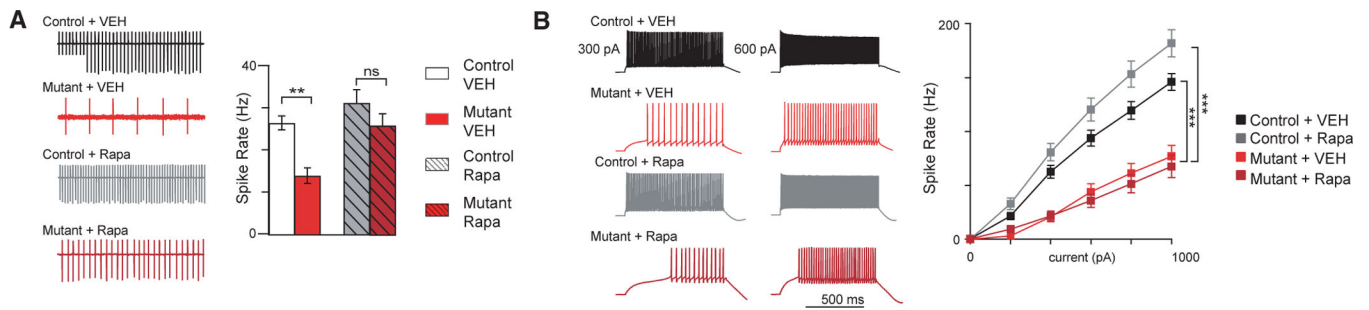 A
Control + VEH
Mutant + VEH
Control + Rapa
Mutant + Rapa
40
0
Spike Rate (Hz)
**
ns
Control
VEH
Mutant
VEH
Control
Rapa
Mutant
Rapa
B
Control + VEH
300 pA
600 pA
Mutant + VEH
Control + Rapa
Mutant + Rapa
500 ms
200
0
Spike Rate (Hz)
0
current (pA)
1000
***
***
Control + VEH
Control + Rapa
Mutant + VEH
Mutant + Rapa